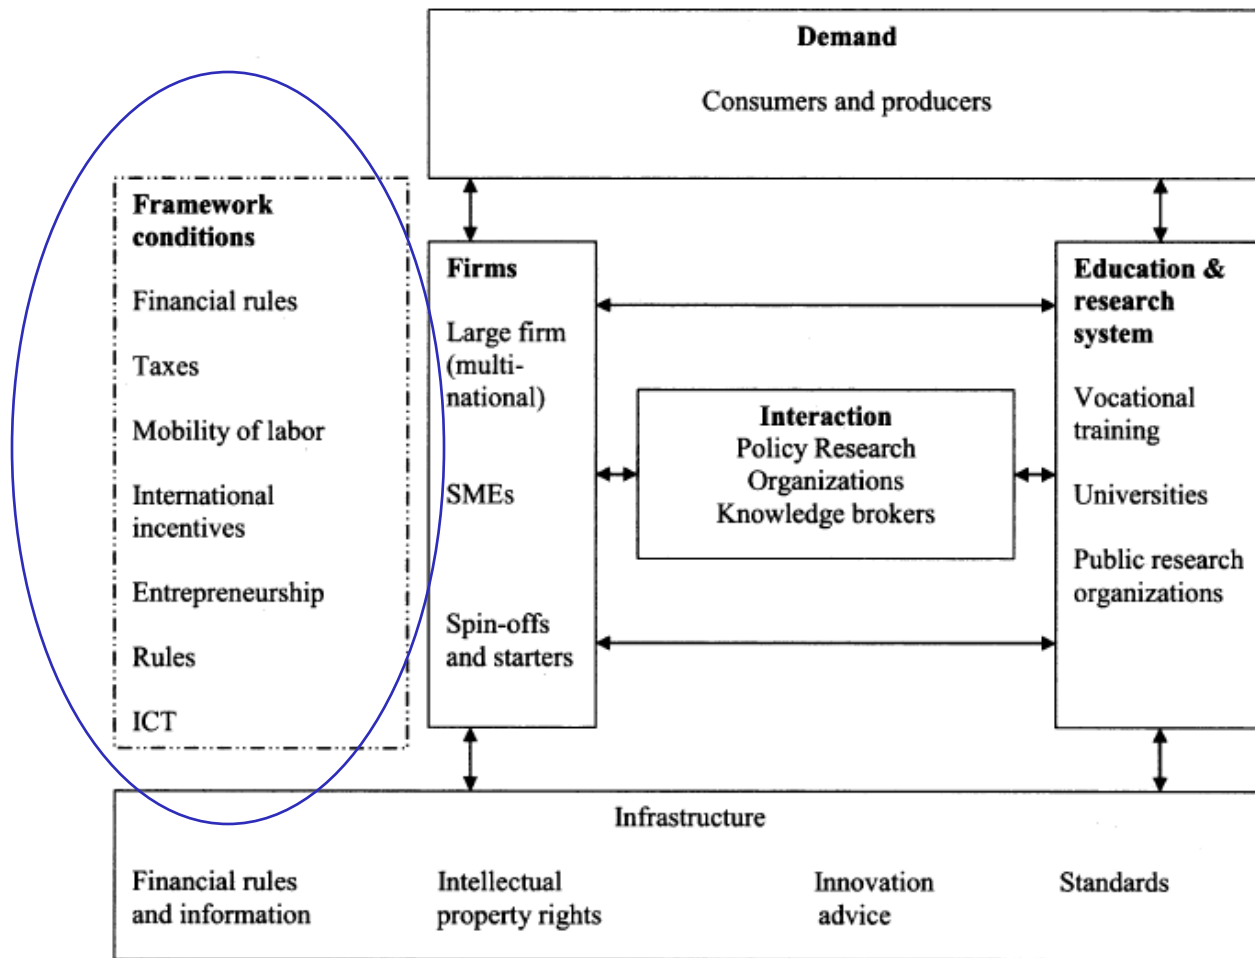 Demand
Consumers and producers
Framework
conditions
Financial rules
Taxes
Mobility of labor
International
incentives
Entrepreneurship
Rules
ICT
Firms
Large firm
(multi-
national)
SMEs
Spin-offs
and starters
Interaction
Policy Research
Organizations
Knowledge brokers
Education &
research
system
Vocational
training
Universities
Public research
organizations
Infrastructure
Financial rules
and information
Intellectual
property rights
Innovation
advice
Standards